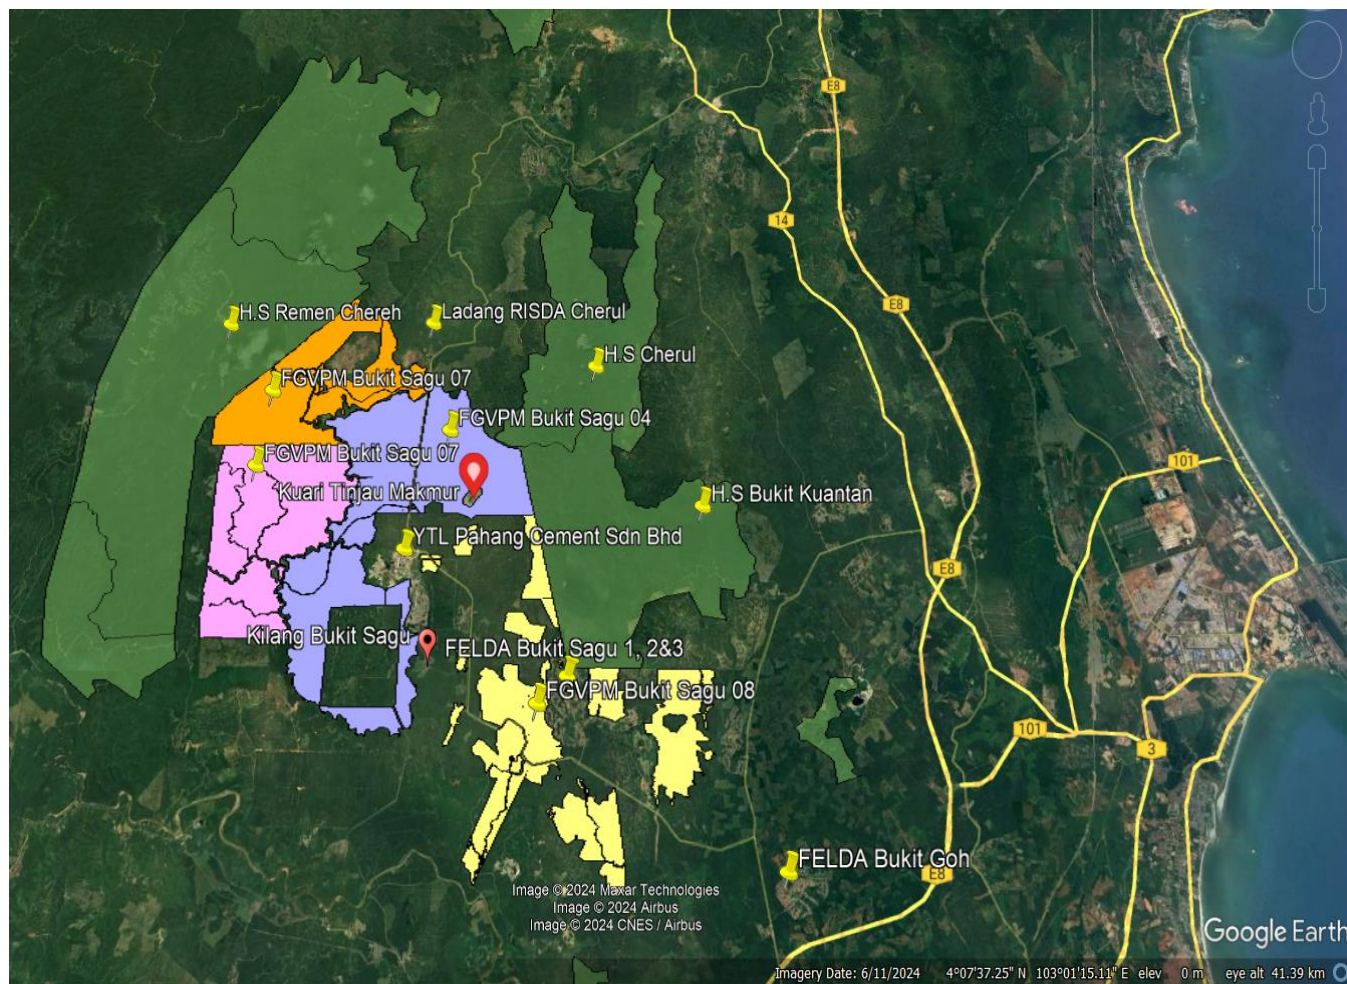 E8
14
E8
H.S Remen Chereh
Ladang RISDA Cherul
H.S Cherul
FGVPM Bukit Sagu 07
FGVPM Bukit Sagu 04
FGVPM Bukit Sagu 07
101
Kuari Tinjau Makmur
H.S Bukit Kuantan
YTL Pahang Cement Sdn Bhd
E8
Kilang Bukit Sagu
FELDA Bukit Sagu 1, 2&3
FGVPM Bukit Sagu 08
101
3
FELDA Bukit Goh
E8
Image © 2024 Maxar Technologies
Image © 2024 Airbus
Image © 2024 CNES / Airbus
Google Earth
Imagery Date: 6/11/2024 4°07'37.25" N 103°01'15.11" E elev 0 m eye alt 41.39 km